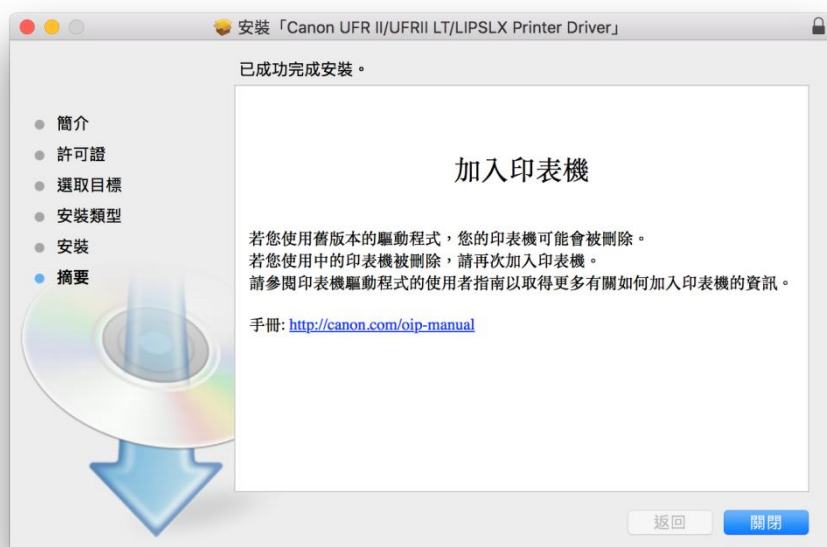 安裝「Canon UFR II/UFRII LT/LIPSLX Printer Driver」
已成功完成安裝。
簡介
許可證
選取目標
安裝類型
安裝
摘要
加入印表機
若您使用舊版本的驅動程式，您的印表機可能會被刪除。
若您使用中的印表機被刪除，請再次加入印表機。
請參閱印表機驅動程式的使用者指南以取得更多有關如何加入印表機的資訊。
手冊: http://canon.com/oip-manual
返回
關閉